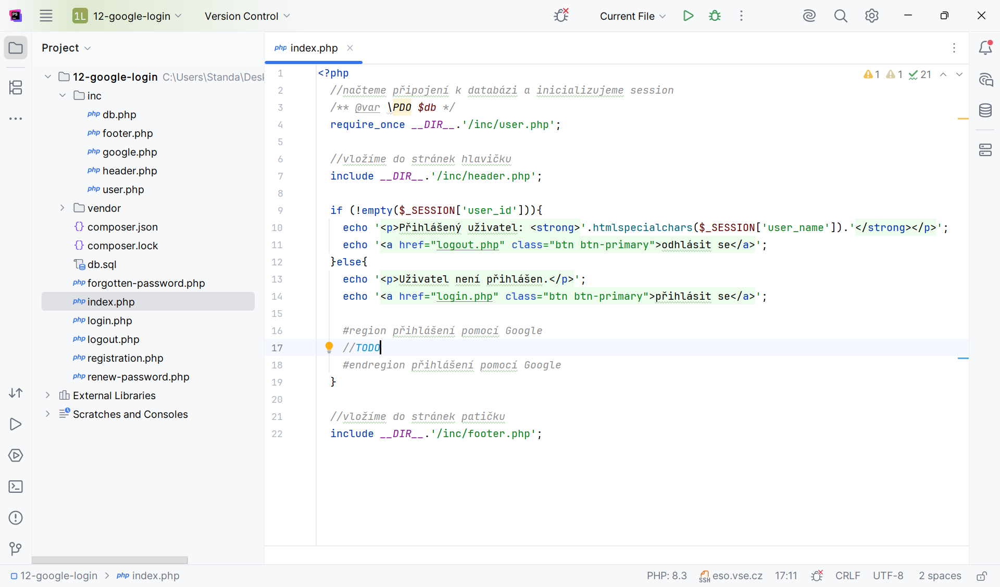 1L 12-google-login Version Control Current File
Project
12-google-login C:\Users\Standa\Desk
inc
php db.php
php footer.php
php google.php
php header.php
php user.php
vendor
{} composer.json
{} composer.lock
db.sql
php forgotten-password.php
php index.php
php login.php
php logout.php
php registration.php
php renew-password.php
External Libraries
Scratches and Consoles
php index.php
1 1 21
1 <?php
2 //načteme připojení k databázi a inicializujeme session
3 /** @var \PDO $db */
4 require_once __DIR__.'/inc/user.php';
5
6 //vložíme do stránek hlavičku
7 include __DIR__.'/inc/header.php';
8
9 if (!empty($_SESSION['user_id'])){
10 echo '<p>Přihlášený uživatel: <strong>'.htmlspecialchars($_SESSION['user_name']).'</strong></p>';
11 echo '<a href="logout.php" class="btn btn-primary">odhlásit se</a>';
12 }else{
13 echo '<p>Uživatel není přihlášen.</p>';
14 echo '<a href="login.php" class="btn btn-primary">přihlásit se</a>';
15
16 #region přihlášení pomocí Google
17 //TODO
18 #endregion přihlášení pomocí Google
19 }
20
21 //vložíme do stránek patičku
22 include __DIR__.'/inc/footer.php';
12-google-login > php index.php
PHP: 8.3 SSH eso.vse.cz 17:11 CRLF UTF-8 2 spaces